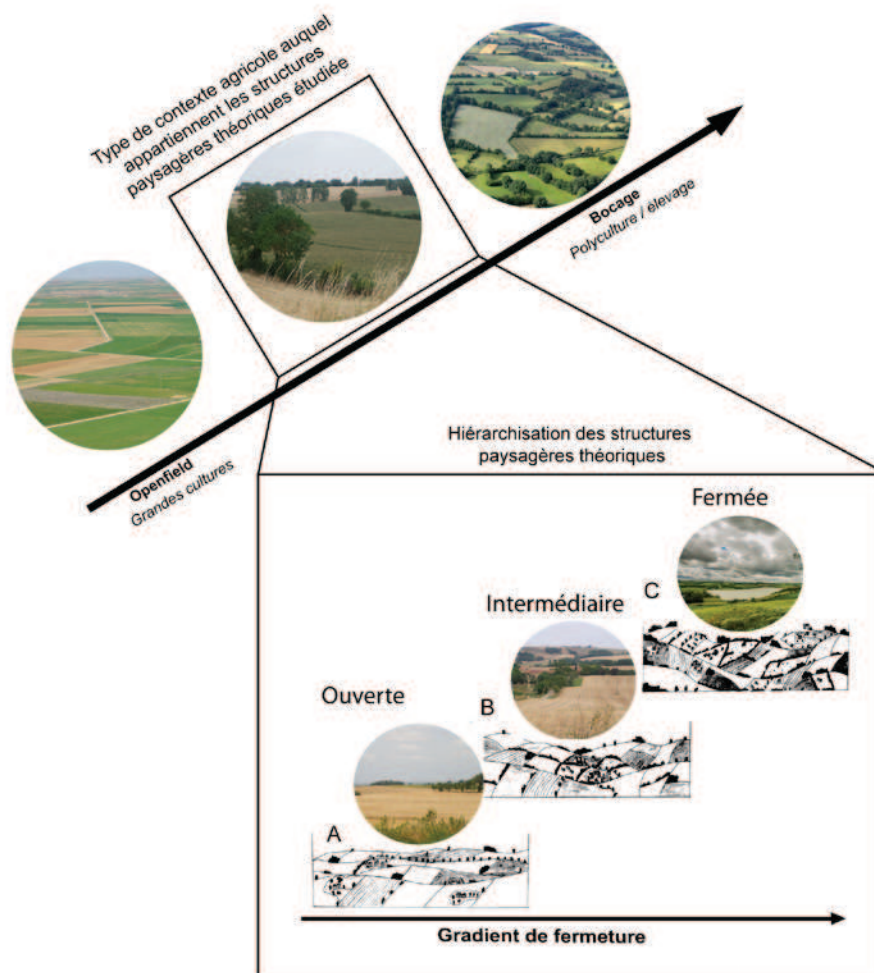 Type de contexte agricole auquel
appartiennent les structures
paysagères théoriques étudiée
Bocage
Polyculture / élevage
Openfield
Grandes cultures
Hiérarchisation des structures
paysagères théoriques
Fermée
C
Intermédiaire
B
Ouverte
A
Gradient de fermeture